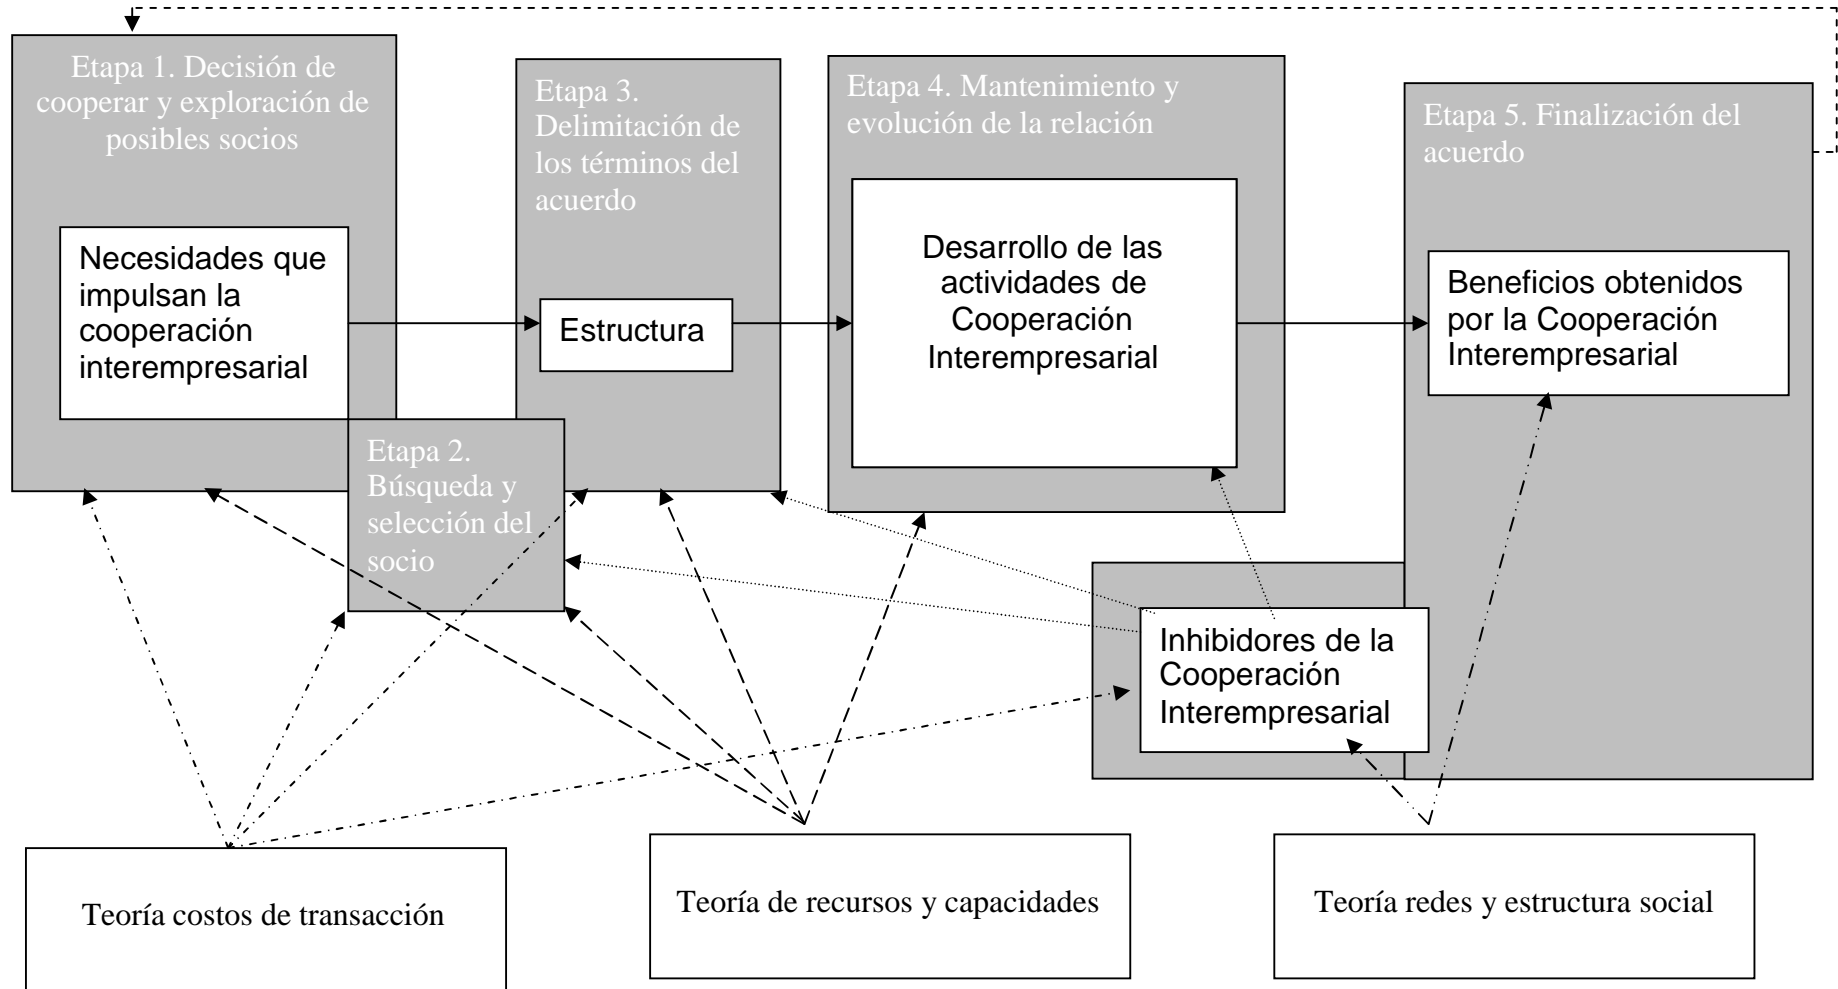 Etapa 1. Decisión de
cooperar y exploración de
posibles socios
Necesidades que
impulsan la
cooperación
interempresarial
Etapa 2.
Búsqueda y
selección del
socio
Etapa 3.
Delimitación de
los términos del
acuerdo
Estructura
Etapa 4. Mantenimiento y
evolución de la relación
Desarrollo de las
actividades de
Cooperación
Interempresarial
Etapa 5. Finalización del
acuerdo
Beneficios obtenidos
por la Cooperación
Interempresarial
Inhibidores de la
Cooperación
Interempresarial
Teoría costos de transacción
Teoría de recursos y capacidades
Teoría redes y estructura social